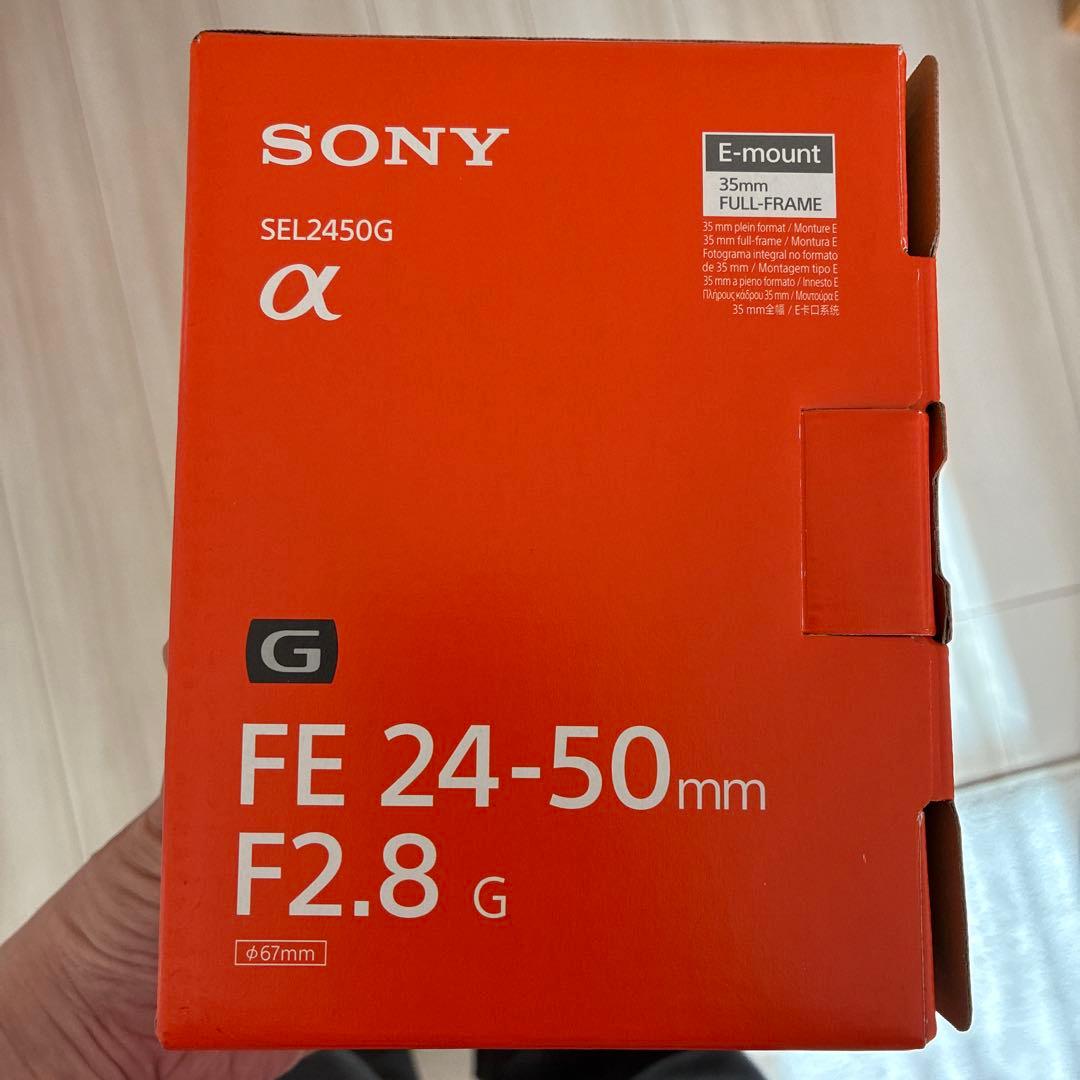 SONY
SEL2450G
α
E-mount
35mm
FULL-FRAME
35 mm plein format / Monture E
35 mm full-frame / Montura E
Fotograma integral no formato
de 35 mm / Montagem tipo E
35 mm a pieno formato / Innesto E
Πλήρους κάδρου 35 mm / Μοντούρα E
35 mm全幅 / E卡口系统
G
FE 24-50mm
F2.8 G
ϕ67mm